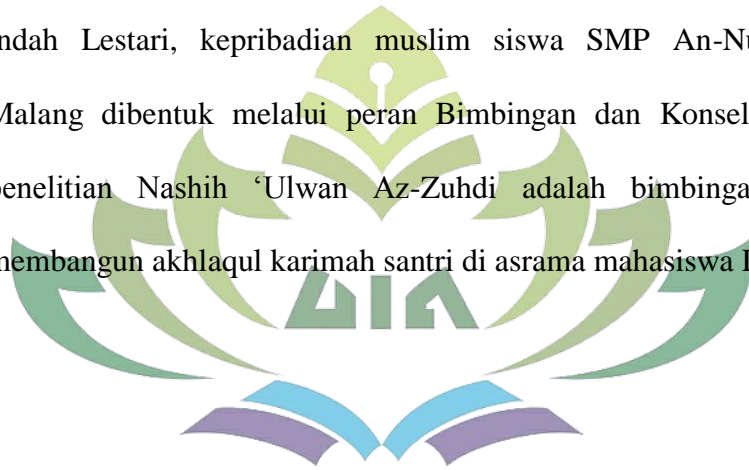 ndah Lestari, kepribadian muslim siswa SMP An-Nu
Malang dibentuk melalui peran Bimbingan dan Konsel
penelitian Nashih ‘Ulwan Az-Zuhdi adalah bimbinga
membangun akhlaqul karimah santri di asrama mahasiswa